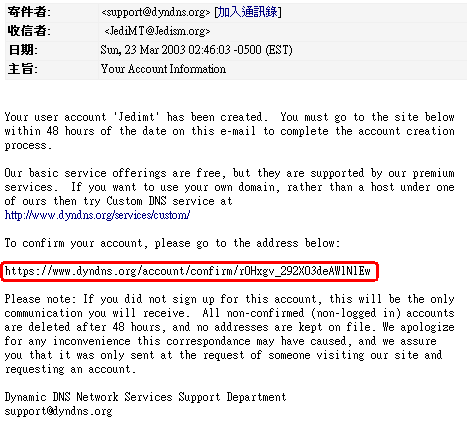 寄件者: <support@dyndns.org> [加入通訊錄]
收信者: <JediMT@Jedism.org>
日期: Sun, 23 Mar 2003 02:46:03 -0500 (EST)
主旨: Your Account Information
Your user account 'Jedimt' has been created. You must go to the site below
within 48 hours of the date on this e-mail to complete the account creation
process.
Our basic service offerings are free, but they are supported by our premium
services. If you want to use your own domain, rather than a host under one
of ours then try Custom DNS service at
http://www.dyndns.org/services/custom/
To confirm your account, please go to the address below:
https://www.dyndns.org/account/confirm/rOHxgv_292XO3deAWlNlEw
Please note: If you did not sign up for this account, this will be the only
communication you will receive. All non-confirmed (non-logged in) accounts
are deleted after 48 hours, and no addresses are kept on file. We apologize
for any inconvenience this correspondance may have caused, and we assure
you that it was only sent at the request of someone visiting our site and
requesting an account.
Dynamic DNS Network Services Support Department
support@dyndns.org